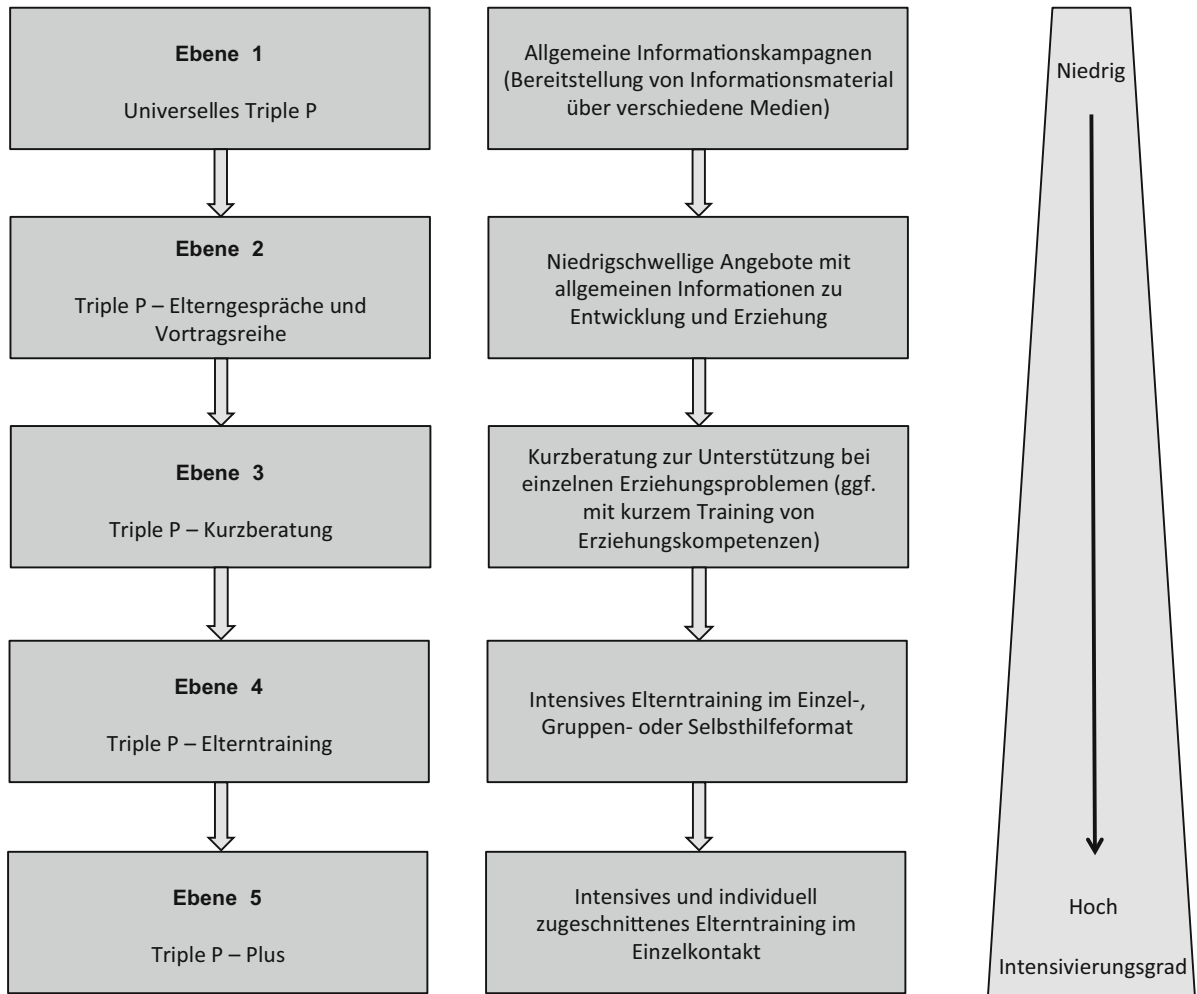 Ebene 1
Universelles Triple P
Allgemeine Informationskampagnen
(Bereitstellung von Informationsmaterial
über verschiedene Medien)
Ebene 2
Triple P – Elterngespräche und
Vortragsreihe
Niedrigschwellige Angebote mit
allgemeinen Informationen zu
Entwicklung und Erziehung
Ebene 3
Triple P – Kurzberatung
Kurzberatung zur Unterstützung bei
einzelnen Erziehungsproblemen (ggf.
mit kurzem Training von
Erziehungskompetenzen)
Ebene 4
Triple P – Elterntraining
Intensives Elterntraining im Einzel-,
Gruppen- oder Selbsthilfeformat
Ebene 5
Triple P – Plus
Intensives und individuell
zugeschnittenes Elterntraining im
Einzelkontakt
Niedrig
Hoch
Intensivierungsgrad